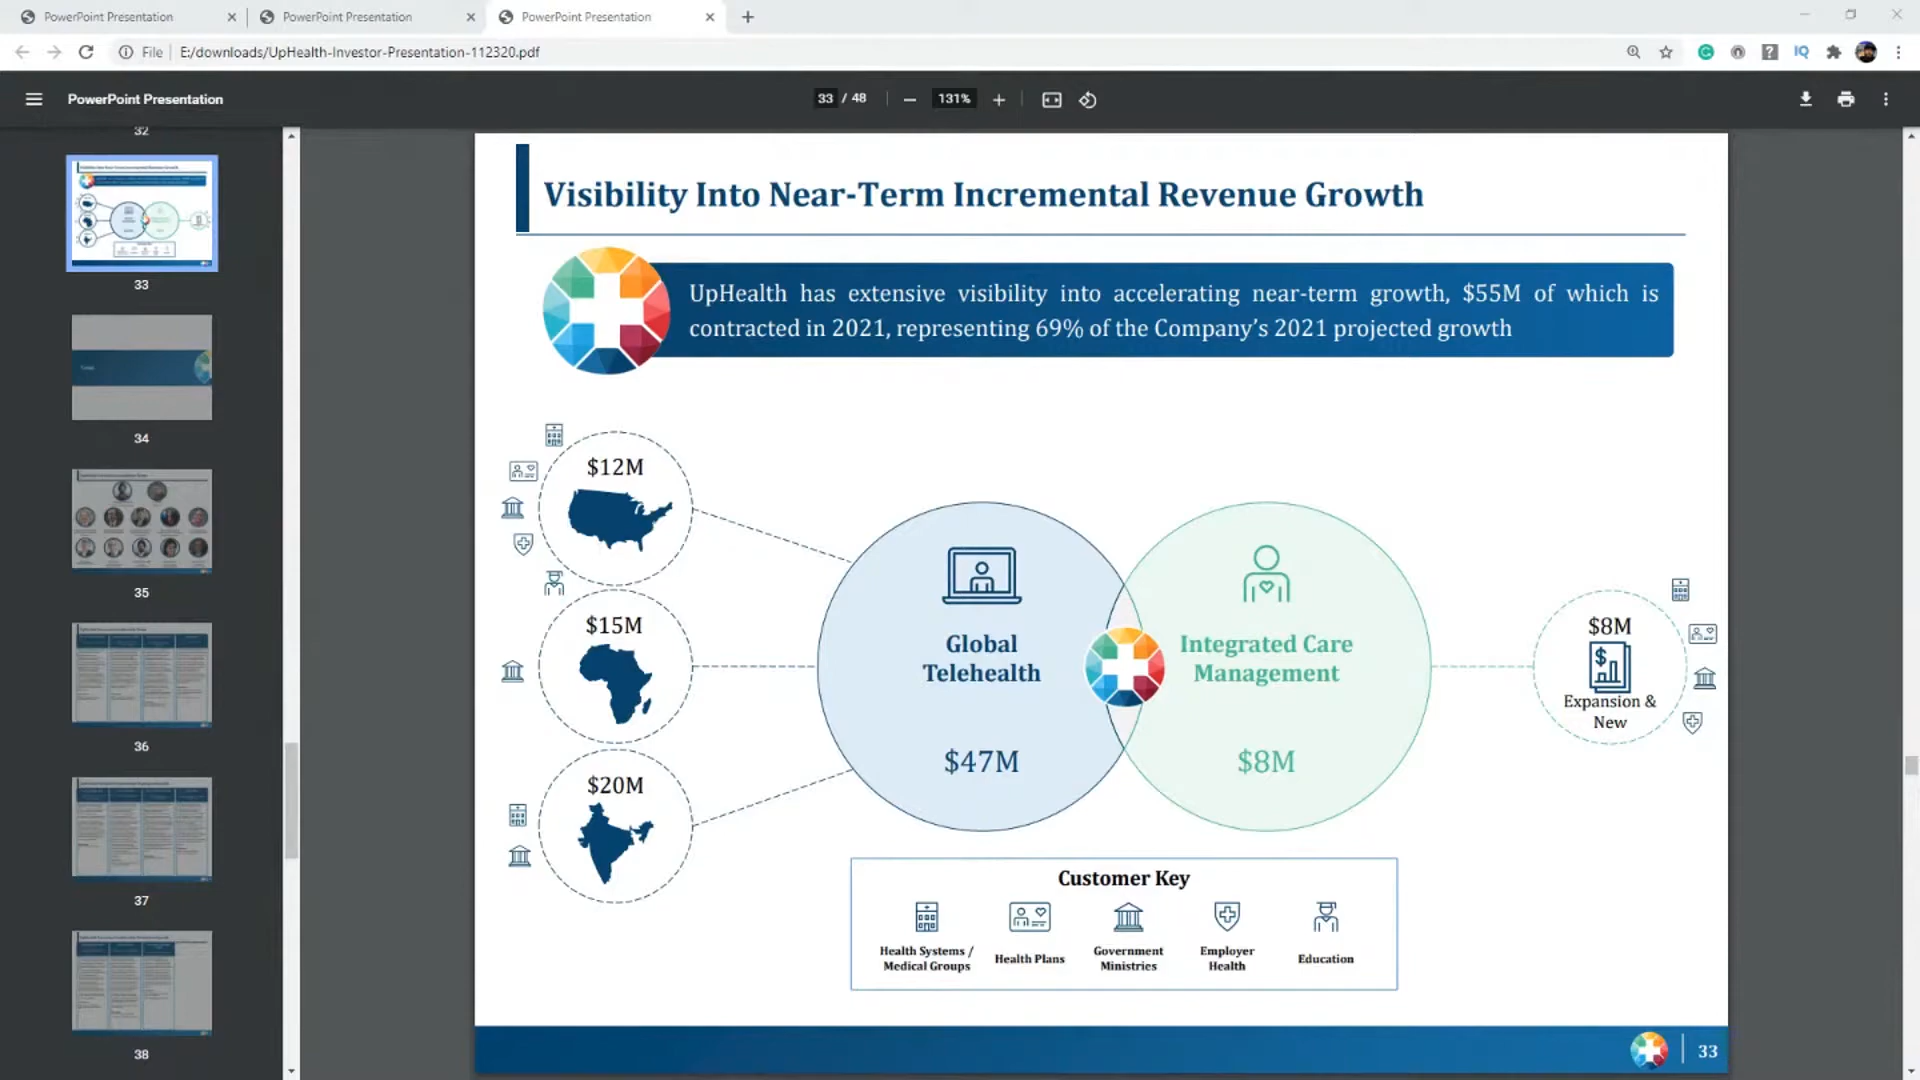 PowerPoint Presentation
PowerPoint Presentation
PowerPoint Presentation
File
E:/downloads/UpHealth-Investor-Presentation-112320.pdf
IQ
PowerPoint Presentation
33 / 48
131%
32
33
34
35
36
37
38
Visibility Into Near-Term Incremental Revenue Growth
UpHealth has extensive visibility into accelerating near-term growth, $55M of which is
contracted in 2021, representing 69% of the Company's 2021 projected growth
$12M
$15M
$20M
Global
Telehealth
$47M
Integrated Care
Management
$8M
$8M
$
Expansion &
New
Customer Key
Health Systems /
Medical Groups
Health Plans
Government
Ministries
Employer
Health
Education
33